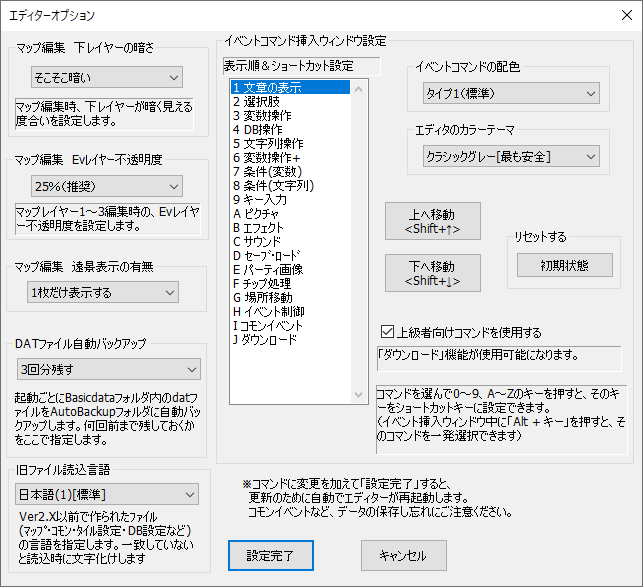 エディターオプション
マップ編集　下レイヤーの暗さ
そこそこ暗い
マップ編集時、下レイヤーが暗く見える
度合いを設定します。
マップ編集　Evレイヤー不透明度
25%(推奨)
マップレイヤー1～3編集時の、Evレイヤ
ー不透明度を設定します。
マップ編集　遠景表示の有無
1枚だけ表示する
DATファイル自動バックアップ
3回分残す
起動ごとにBasicdataフォルダ内のdatフ
ァイルをAutoBackupフォルダに自動バッ
クアップします。何回前まで残しておくか
をここで指定します。
旧ファイル読込言語
日本語(1)[標準]
Ver2.X以前で作られたファイル
(マップ・コモン・タイル設定・DB設定など)
の言語を指定します。一致していない
と読込時に文字化けします
イベントコマンド挿入ウィンドウ設定
表示順＆ショートカット設定
1 文章の表示
2 選択肢
3 変数操作
4 DB操作
5 文字列操作
6 変数操作+
7 条件(変数)
8 条件(文字列)
9 キー入力
A ピクチャ
B エフェクト
C サウンド
D セーブ・ロード
E パーティ画像
F チップ処理
G 場所移動
H イベント制御
I コモンイベント
J ダウンロード
イベントコマンドの配色
タイプ1(標準)
エディタのカラーテーマ
クラシックグレー[最も安全]
上へ移動
<Shift+↑>
下へ移動
<Shift+↓>
リセットする
初期状態
上級者向けコマンドを使用する
「ダウンロード」機能が使用可能になります。
コマンドを選んで0～9、A～Zのキーを押すと、そのキ
ーをショートカットキーに設定できます。
(イベント挿入ウィンドウ中に「Alt + キー」を押すと、そ
のコマンドを一発選択できます)
※コマンドに変更を加えて「設定完了」すると、
更新のために自動でエディターが再起動します。
コモンイベントなど、データの保存し忘れにご注意ください。
設定完了
キャンセル